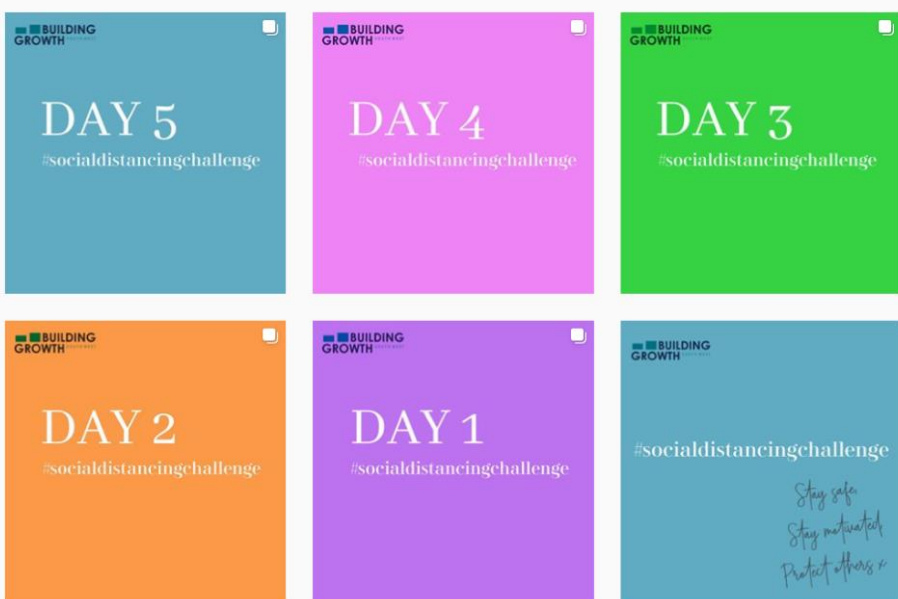 BUILDING
GROWTH
DAY 5
#socialdistancingchallenge
BUILDING
GROWTH
DAY 4
#socialdistancingchallenge
BUILDING
GROWTH
DAY 3
#socialdistancingchallenge
BUILDING
GROWTH
DAY 2
#socialdistancingchallenge
BUILDING
GROWTH
DAY 1
#socialdistancingchallenge
BUILDING
GROWTH
#socialdistancingchallenge
Stay safe,
Stay motivated,
Protect others x